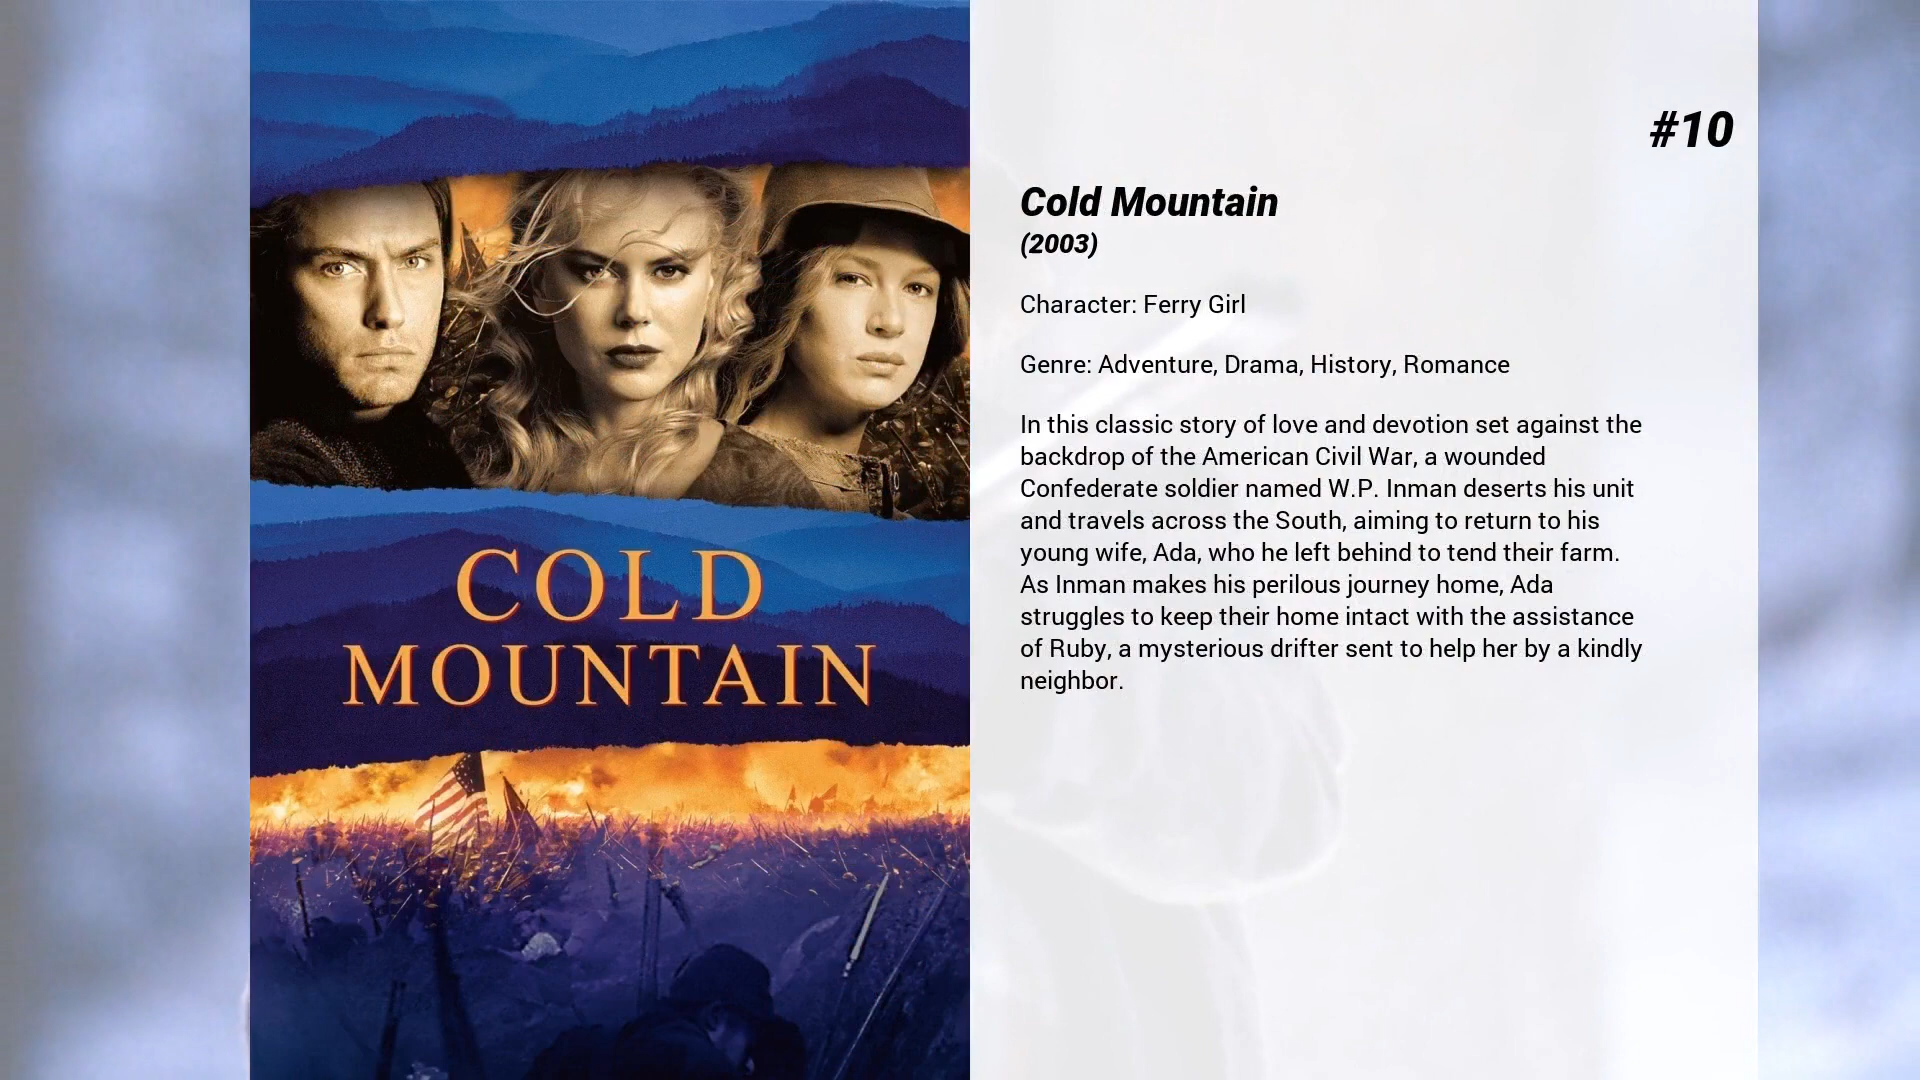 #10
Cold Mountain
(2003)
Character: Ferry Girl
Genre: Adventure, Drama, History, Romance
In this classic story of love and devotion set against the
backdrop of the American Civil War, a wounded
Confederate soldier named W.P. Inman deserts his unit
and travels across the South, aiming to return to his
young wife, Ada, who he left behind to tend their farm.
As Inman makes his perilous journey home, Ada
struggles to keep their home intact with the assistance
of Ruby, a mysterious drifter sent to help her by a kindly
neighbor.
COLD
MOUNTAIN